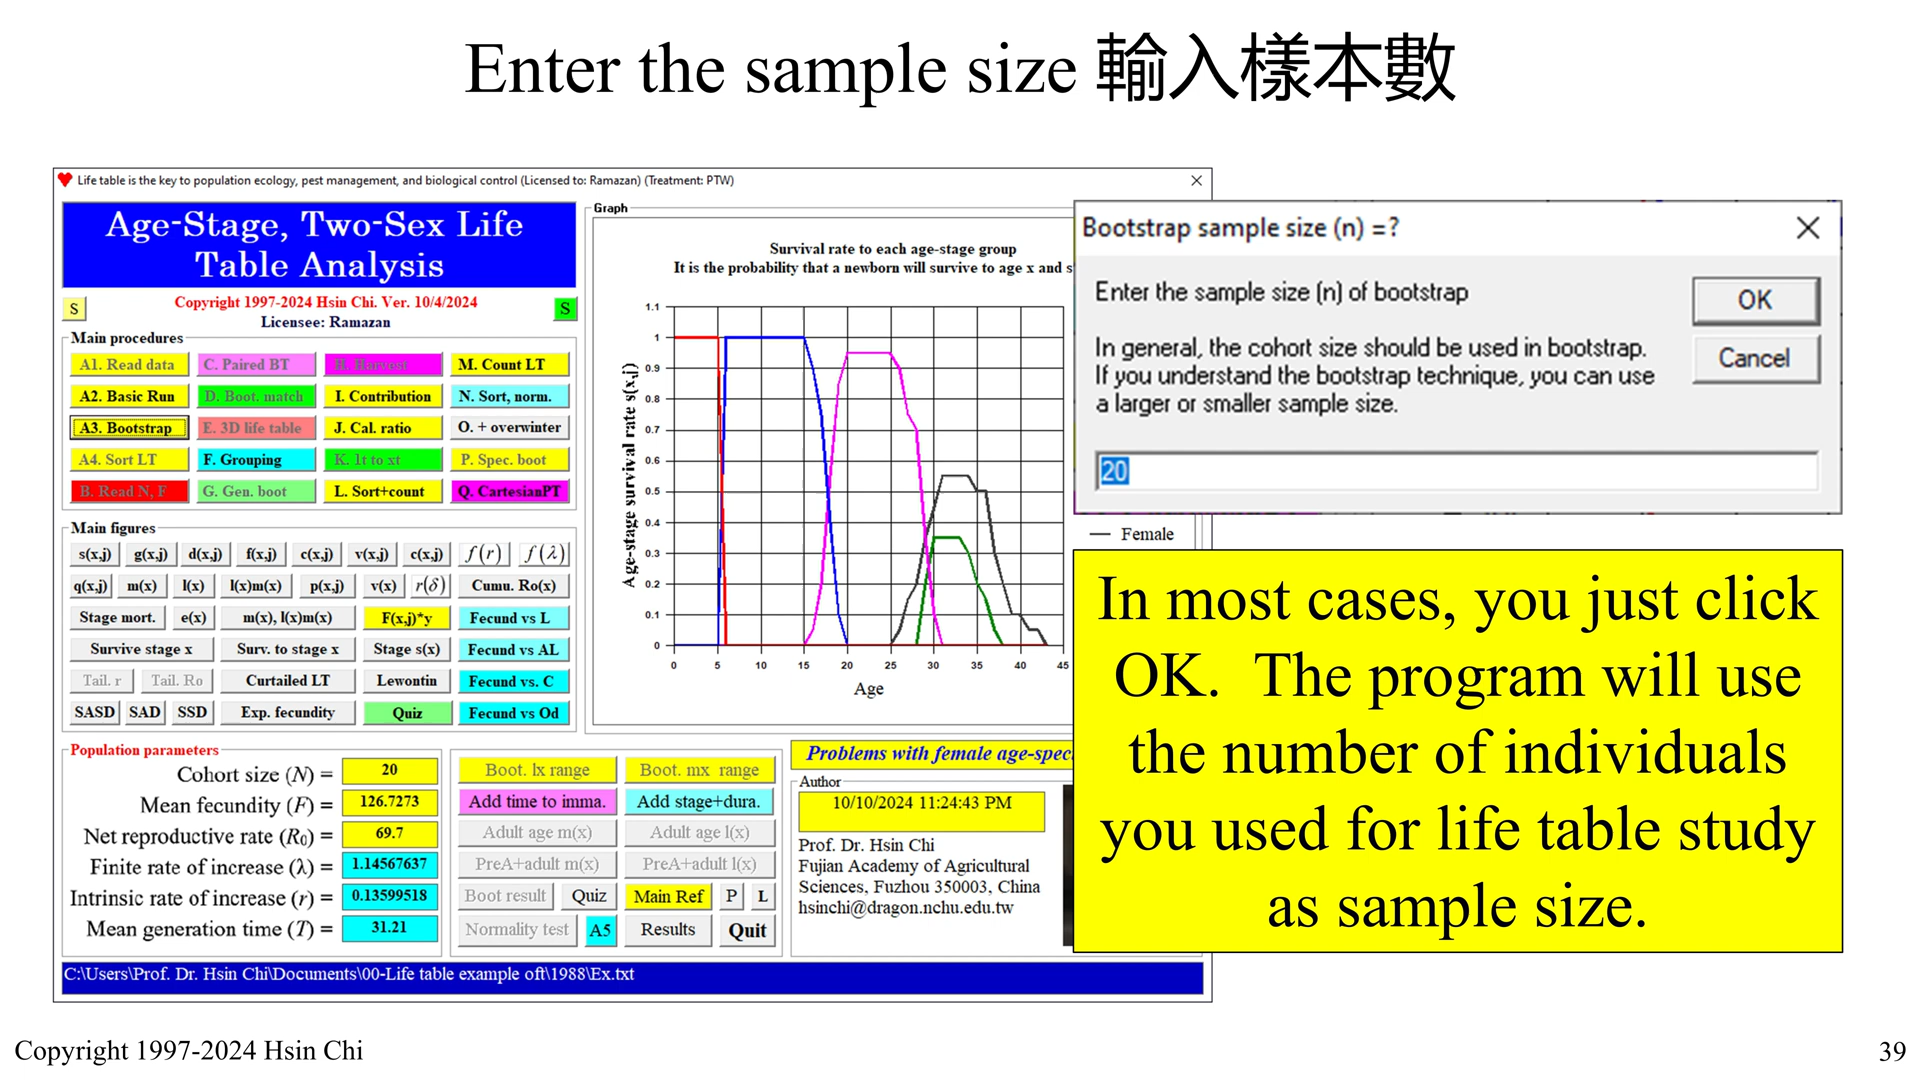 Enter the sample size 輸入樣本數
Life table is the key to population ecology, pest management, and biological control (Licensed to: Ramazan) (Treatment: PTW)
Age-Stage, Two-Sex Life
Table Analysis
S
Copyright 1997-2024 Hsin Chi. Ver. 10/4/2024
S
Licensee: Ramazan
Main procedures
A1. Read data
C. Paired BT
H. Harvest
M. Count LT
A2. Basic Run
D. Boot. match
I. Contribution
N. Sort, norm.
A3. Bootstrap
E. 3D life table
J. Cal. ratio
O. + overwinter
A4. Sort LT
F. Grouping
K. 1t to xt
P. Spec. boot
B. Read N, F
G. Gen. boot
L. Sort+count
Q. CartesianPT
Main figures
s(x,j)
g(x,j)
d(x,j)
f(x,j)
c(x,j)
v(x,j)
c(x,j)
f(r)
f(λ)
q(x,j)
m(x)
l(x)
l(x)m(x)
p(x,j)
v(x)
r(δ)
Cumu. Ro(x)
Stage mort.
e(x)
m(x), l(x)m(x)
F(x,j)*y
Fecund vs L
Survive stage x
Surv. to stage x
Stage s(x)
Fecund vs AL
Tail. r
Tail. Ro
Curtailed LT
Lewontin
Fecund vs. C
SASD
SAD
SSD
Exp. fecundity
Quiz
Fecund vs Od
Graph
Survival rate to each age-stage group
It is the probability that a newborn will survive to age x and s
Age-stage survival rate s(x,j)
1.1
1
0.9
0.8
0.7
0.6
0.5
0.4
0.3
0.2
0.1
0
0 5 10 15 20 25 30 35 40 45
Age
Female
Bootstrap sample size (n) =?
Enter the sample size (n) of bootstrap
OK
In general, the cohort size should be used in bootstrap.
If you understand the bootstrap technique, you can use
a larger or smaller sample size.
Cancel
20
In most cases, you just click
OK. The program will use
the number of individuals
you used for life table study
as sample size.
Population parameters
Cohort size (N) = 20
Mean fecundity (F) = 126.7273
Net reproductive rate (R0) = 69.7
Finite rate of increase (λ) = 1.14567637
Intrinsic rate of increase (r) = 0.13599518
Mean generation time (T) = 31.21
Boot. lx range
Boot. mx range
Add time to imma.
Add stage+dura.
Adult age m(x)
Adult age l(x)
PreA+adult m(x)
PreA+adult l(x)
Boot result
Quiz
Main Ref
P
L
Normality test
A5
Results
Quit
Problems with female age-spec
Author
10/10/2024 11:24:43 PM
Prof. Dr. Hsin Chi
Fujian Academy of Agricultural
Sciences, Fuzhou 350003, China
hsinchi@dragon.nchu.edu.tw
C:\Users\Prof. Dr. Hsin Chi\Documents\00-Life table example oft\1988\Ex.txt
Copyright 1997-2024 Hsin Chi
39